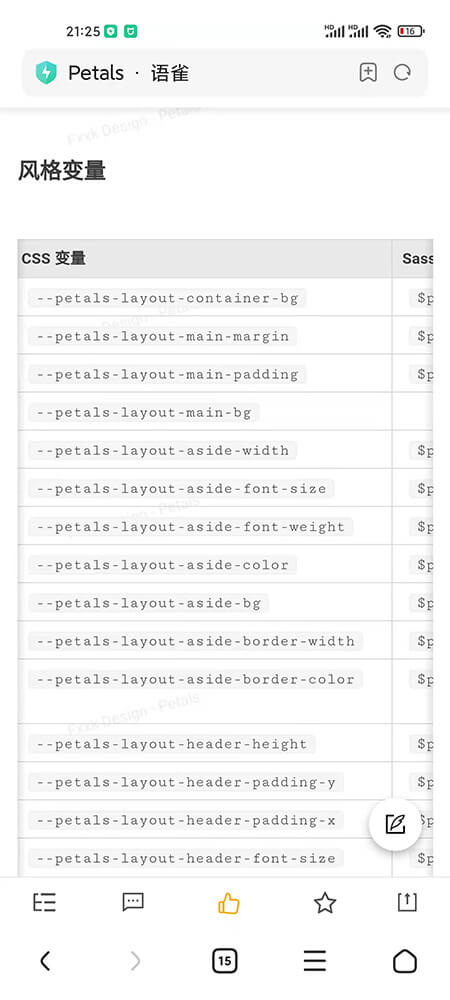 21:25
HD HD 16
Petals · 语雀
Fxxk Design · Petals
风格变量
CSS 变量 Sass
--petals-layout-container-bg $p
Design · Petals
--petals-layout-main-margin $p
--petals-layout-main-padding $p
--petals-layout-main-bg
--petals-layout-aside-width $p
--petals-layout-aside-font-size $p
Fxxk Design · Petals
--petals-layout-aside-font-weight $p
--petals-layout-aside-color $p
--petals-layout-aside-bg $p
--petals-layout-aside-border-width $p
--petals-layout-aside-border-color $p
Fxxk Design · Petals
--petals-layout-header-height $p
--petals-layout-header-padding-y $p
--petals-layout-header-padding-x $p
--petals-layout-header-font-size $p
15